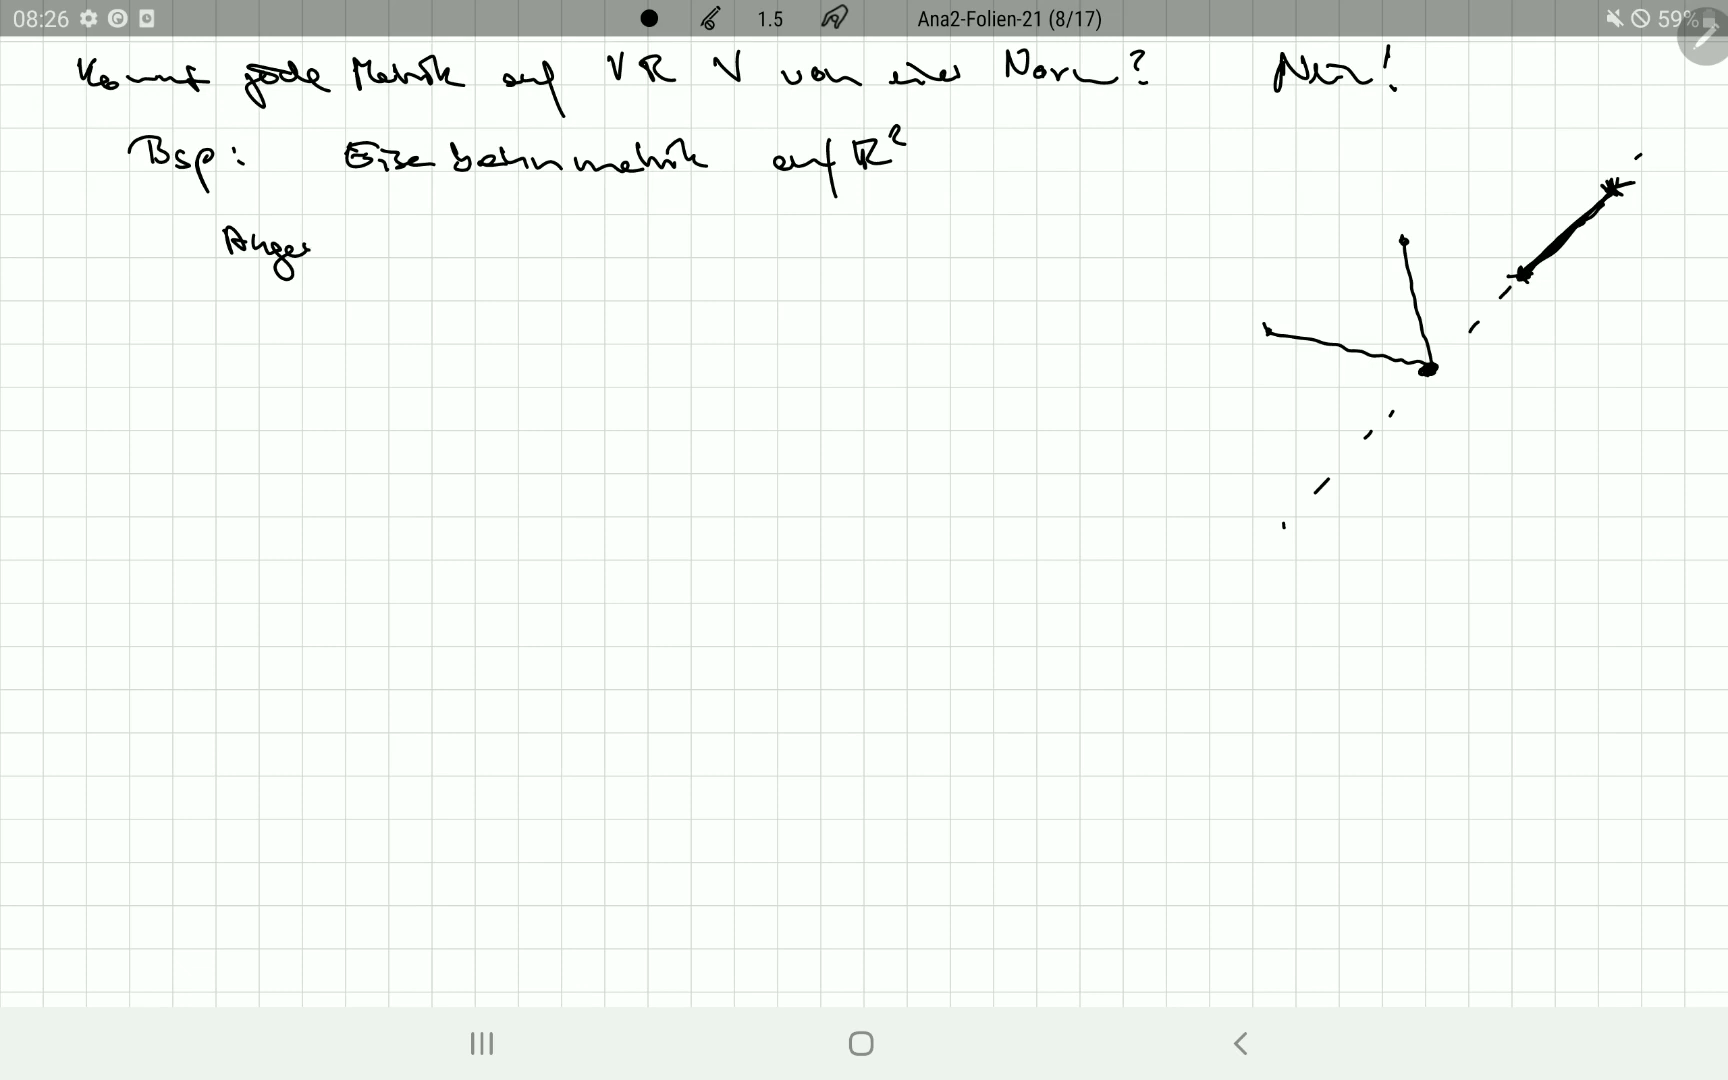 08:26 1.5 Ana2-Folien-21 (8/17) 59%
Kommt jede Metrik auf VR V von einer Norm? Nein!
Bsp: Eisenbahnmetrik auf ℝ²
Ange